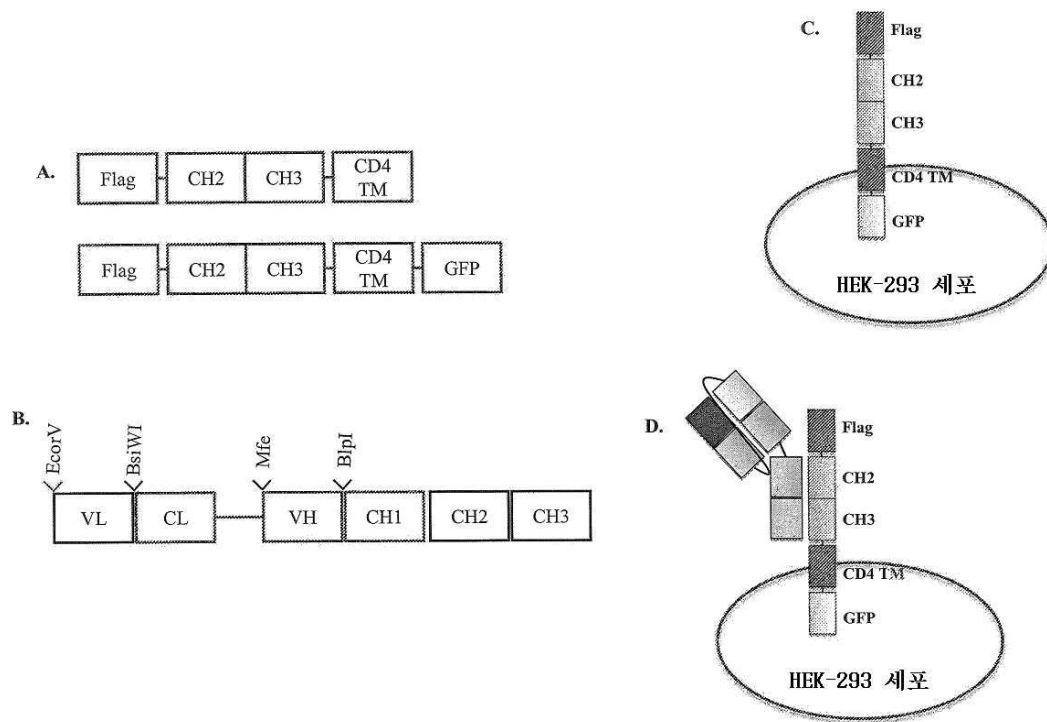 A.
Flag
CH2
CH3
CD4
TM
Flag
CH2
CH3
CD4
TM
GFP
B.
EcorV
BsiWI
Mfe
BlpI
VL
CL
VH
CH1
CH2
CH3
C.
Flag
CH2
CH3
CD4 TM
GFP
HEK-293 세포
D.
Flag
CH2
CH3
CD4 TM
GFP
HEK-293 세포